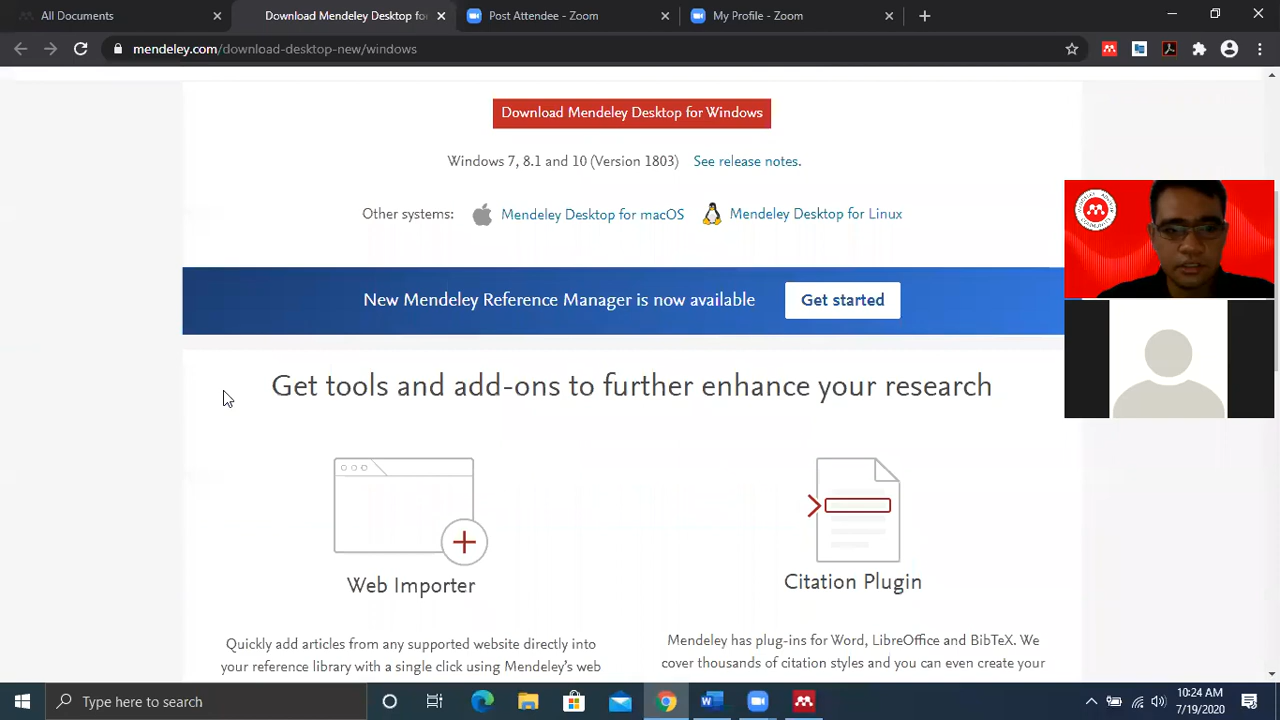 All Documents
Download Mendeley Desktop fo
Post Attendee - Zoom
My Profile - Zoom
mendeley.com/download-desktop-new/windows
Download Mendeley Desktop for Windows
Windows 7, 8.1 and 10 (Version 1803) See release notes.
Other systems: Mendeley Desktop for macOS Mendeley Desktop for Linux
New Mendeley Reference Manager is now available Get started
Get tools and add-ons to further enhance your research
Web Importer
Citation Plugin
Quickly add articles from any supported website directly into
your reference library with a single click using Mendeley's web
Mendeley has plug-ins for Word, LibreOffice and BibTeX. We
cover thousands of citation styles and you can even create your
Type here to search
10:24 AM
7/19/2020